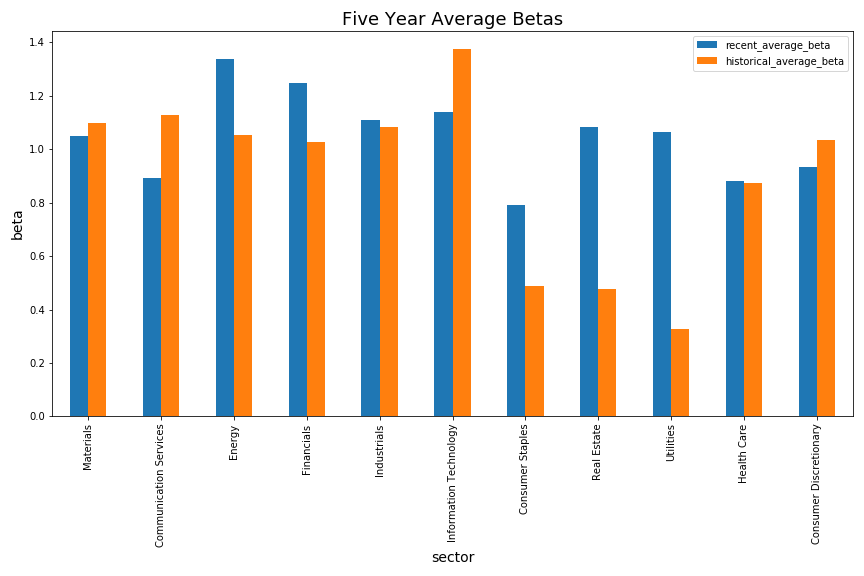 Five Year Average Betas
recent_average_beta
historical_average_beta
1.4
1.2
1.0
0.8
0.6
0.4
0.2
0.0
beta
Materials
Communication Services
Energy
Financials
Industrials
Information Technology
Consumer Staples
Real Estate
Utilities
Health Care
Consumer Discretionary
sector